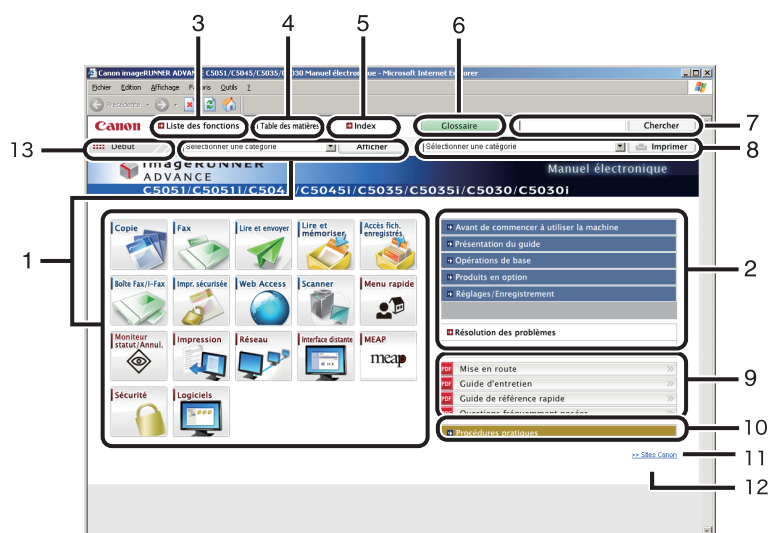 3 4 5 6
Canon imageRUNNER ADVANCE C5051/C5045/C5035/C5030 Manuel électronique - Microsoft Internet Explorer
Fichier Edition Affichage Favoris Outils ?
Précédente
Canon Liste des fonctions Table des matières Index Glossaire Chercher 7
13 Début Sélectionner une catégorie Afficher Sélectionner une catégorie Imprimer 8
imageRUNNER
ADVANCE
Manuel électronique
C5051/C5051i/C5045/C5045i/C5035/C5035i/C5030/C5030i
1
Copie Fax Lire et envoyer Lire et mémoriser Accès fich. enregistrés
Boîte Fax/I-Fax Impr. sécurisée Web Access Scanner Menu rapide
Moniteur statut/Annul. Impression Réseau Interface distante MEAP
meap
Sécurité Logiciels
Avant de commencer à utiliser la machine
Présentation du guide
Opérations de base
2
Produits en option
Réglages/Enregistrement
Résolution des problèmes
PDF Mise en route
PDF Guide d'entretien
9
PDF Guide de référence rapide
PDF Questions fréquemment posées
Procédures pratiques
10
>> Sites Canon
11
12